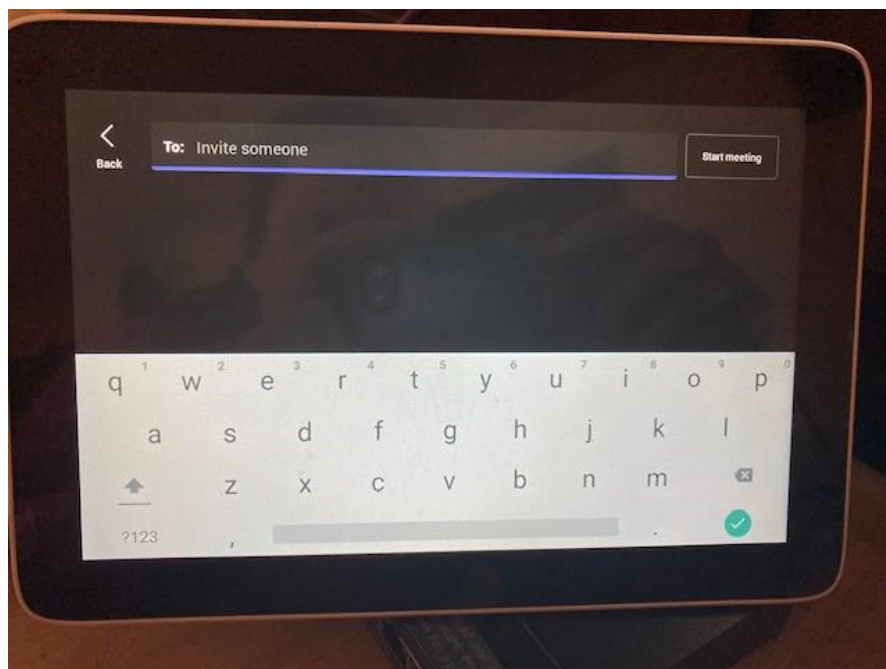 Back
To: Invite someone
Start meeting
q 1 w 2 e 3 r 4 t 5 y 6 u 7 i 8 o 9 p 0
a s d f g h j k l
z x c v b n m
?123 , .